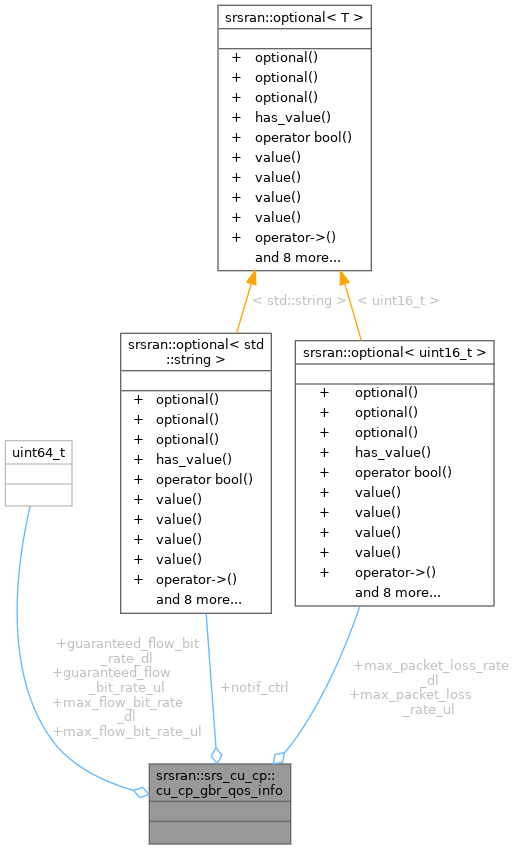 srsran::optional< T >
+ optional()
+ optional()
+ optional()
+ has_value()
+ operator bool()
+ value()
+ value()
+ value()
+ value()
+ operator->()
and 8 more...
< std::string >
< uint16_t >
srsran::optional< std
::string >
+ optional()
+ optional()
+ optional()
+ has_value()
+ operator bool()
+ value()
+ value()
+ value()
+ value()
+ operator->()
and 8 more...
srsran::optional< uint16_t >
+ optional()
+ optional()
+ optional()
+ has_value()
+ operator bool()
+ value()
+ value()
+ value()
+ value()
+ operator->()
and 8 more...
uint64_t
+guaranteed_flow_bit
_rate_dl
+guaranteed_flow
_bit_rate_ul
+max_flow_bit_rate
_dl
+max_flow_bit_rate_ul
+notif_ctrl
+max_packet_loss_rate
_dl
+max_packet_loss
_rate_ul
srsran::srs_cu_cp::
cu_cp_gbr_qos_info